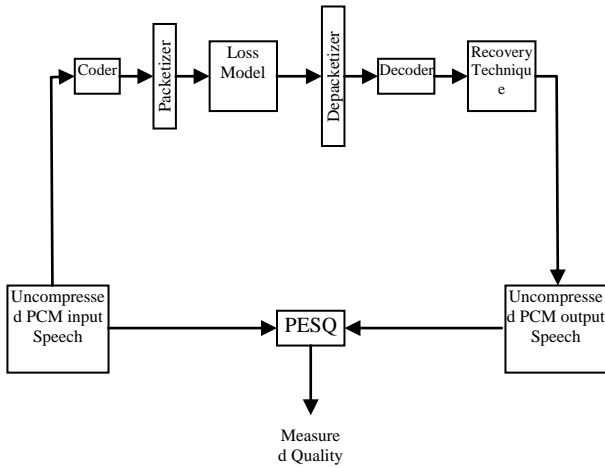 Coder
Packetizer
Loss
Model
Depacketizer
Decoder
Recovery
Techniqu
e
Uncompresse
d PCM input
Speech
PESQ
Uncompresse
d PCM output
Speech
Measure
d Quality